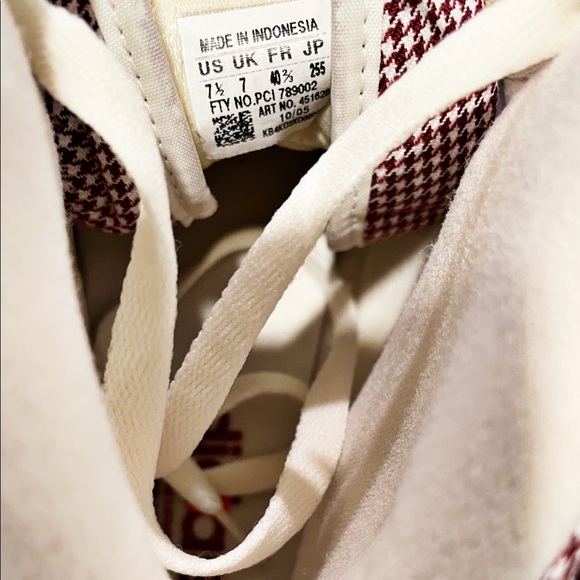 MADE IN INDONESIA
US UK FR JP
7½ 7 40⅔ 255
FTY NO.PCI 789002
ART NO.
10/05